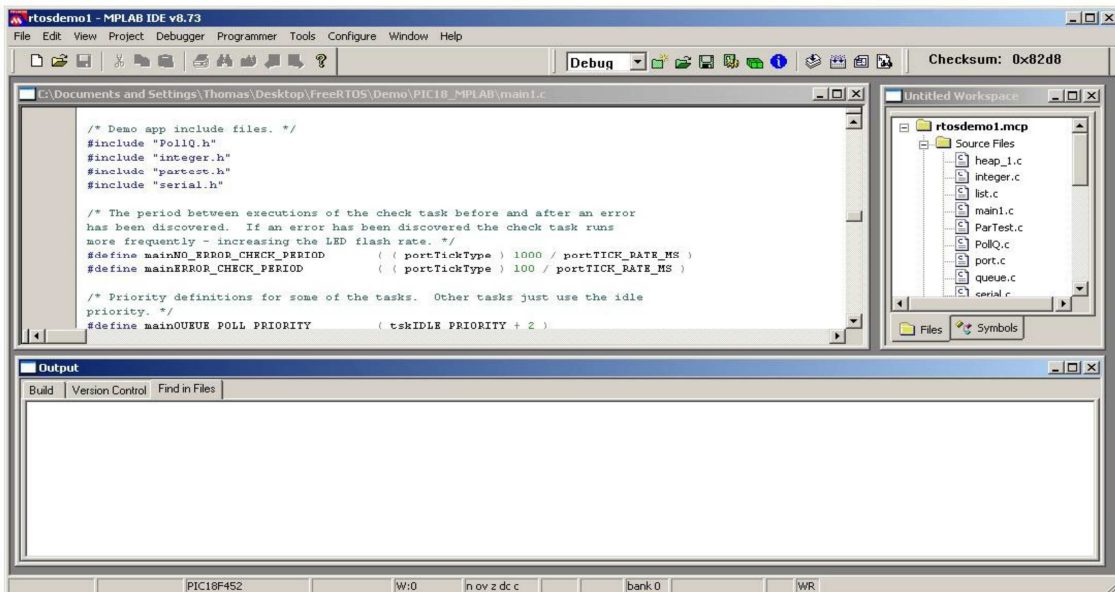 rtosdemo1 - MPLAB IDE v8.73
File Edit View Project Debugger Programmer Tools Configure Window Help
Debug
Checksum: 0x82d8
C:\Documents and Settings\Thomas\Desktop\FreeRTOS\Demo\PIC18_MPLAB\main1.c
/* Demo app include files. */
#include "PollQ.h"
#include "integer.h"
#include "partest.h"
#include "serial.h"
/* The period between executions of the check task before and after an error
has been discovered. If an error has been discovered the check task runs
more frequently - increasing the LED flash rate. */
#define mainNO_ERROR_CHECK_PERIOD ( ( portTickType ) 1000 / portTICK_RATE_MS )
#define mainERROR_CHECK_PERIOD ( ( portTickType ) 100 / portTICK_RATE_MS )
/* Priority definitions for some of the tasks. Other tasks just use the idle
priority. */
#define mainQUEUE_POLL_PRIORITY ( tskIDLE_PRIORITY + 2 )
Untitled Workspace
rtosdemo1.mcp
Source Files
heap_1.c
integer.c
list.c
main1.c
ParTest.c
PollQ.c
port.c
queue.c
serial.c
Files Symbols
Output
Build Version Control Find in Files
PIC18F452 W:0 n ov z dc c bank 0 WR